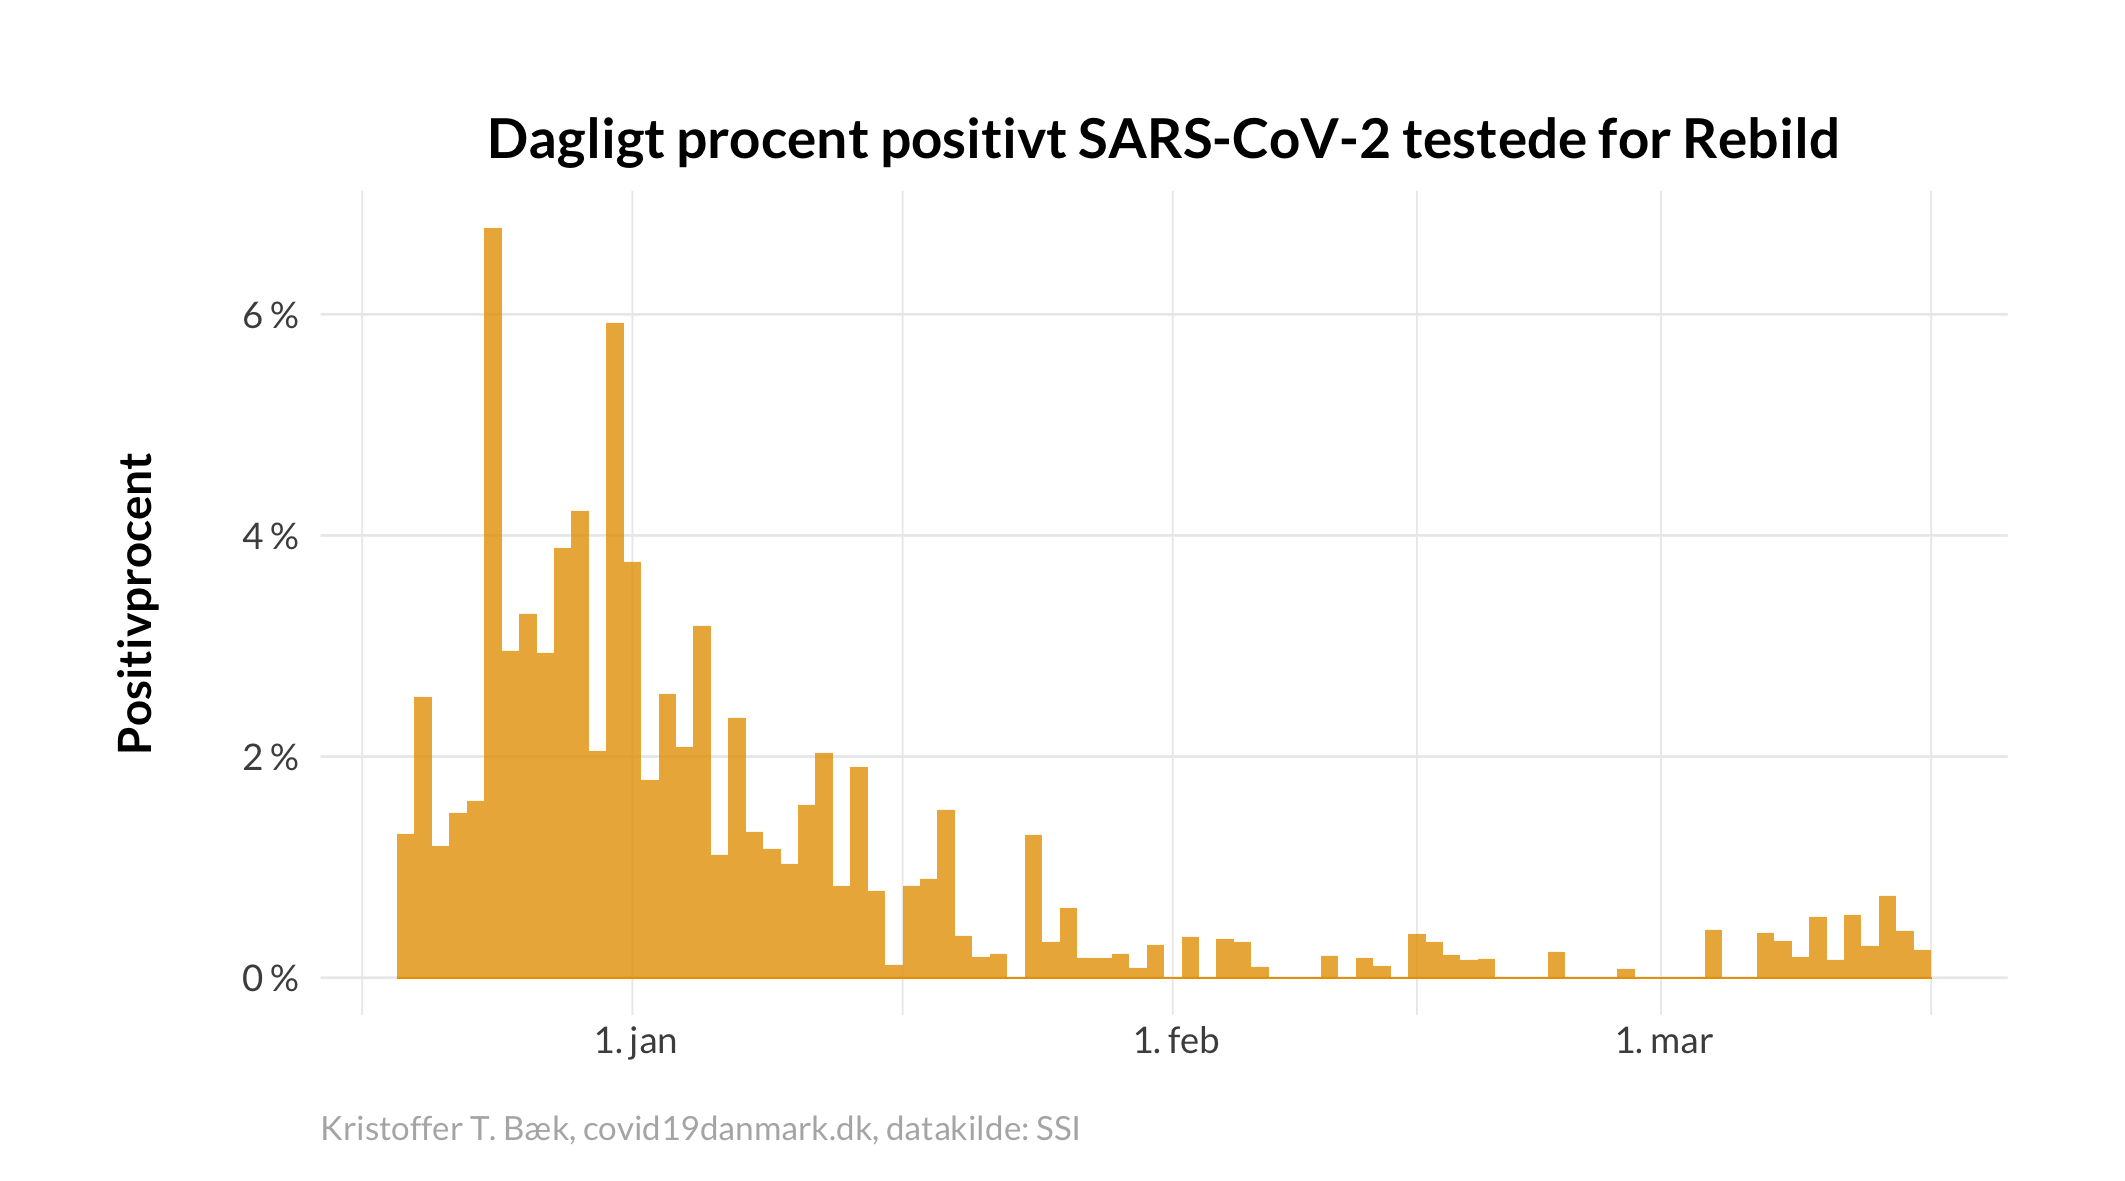 Dagligt procent positivt SARS-CoV-2 testede for Rebild
Positivprocent
6 %
4 %
2 %
0 %
1. jan
1. feb
1. mar
Kristoffer T. Bæk, covid19danmark.dk, datakilde: SSI